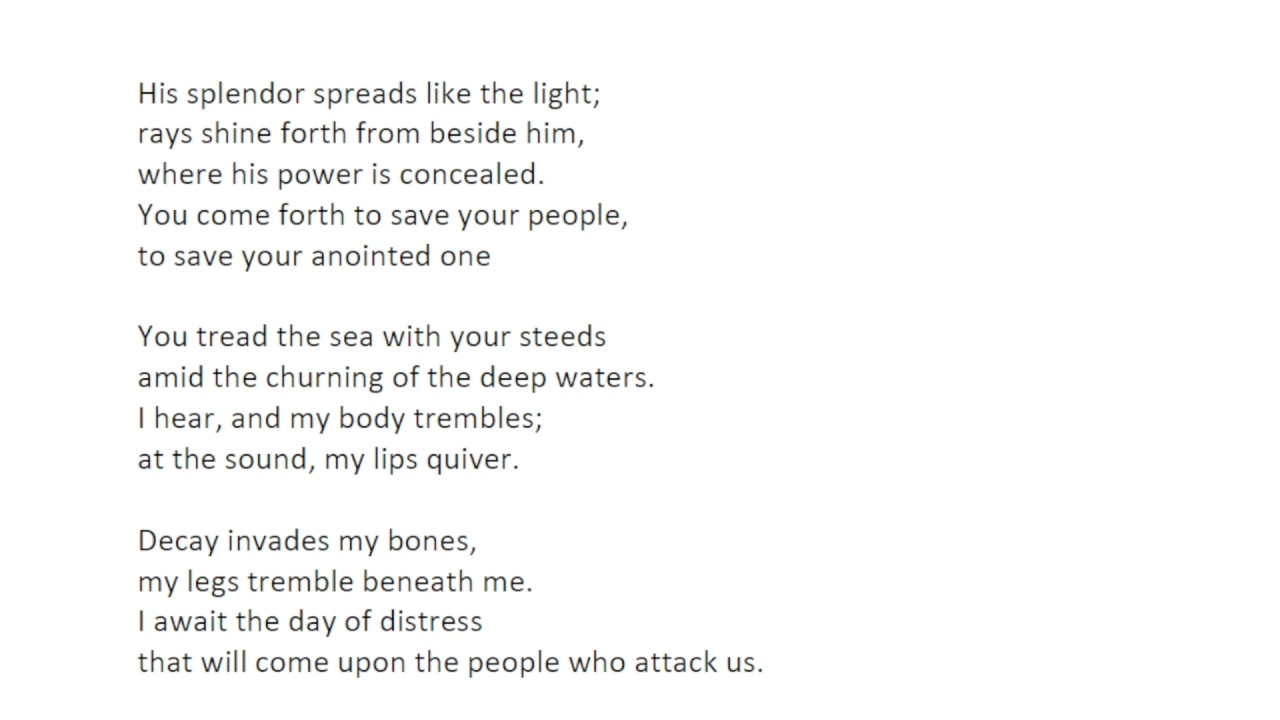 His splendor spreads like the light;
rays shine forth from beside him,
where his power is concealed.
You come forth to save your people,
to save your anointed one
You tread the sea with your steeds
amid the churning of the deep waters.
I hear, and my body trembles;
at the sound, my lips quiver.
Decay invades my bones,
my legs tremble beneath me.
I await the day of distress
that will come upon the people who attack us.